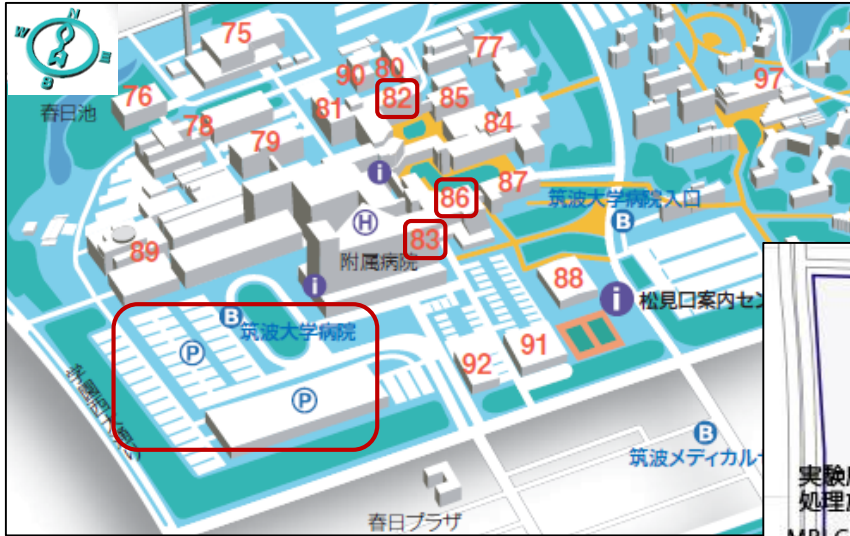 N
W
E
S
75
76
春日池
77
90
80
82
81
85
97
78
84
79
i
87
86
筑波大学病院入口
B
H
83
附属病院
89
88
i
i
松見口案内セン
B
筑波大学病院
P
91
92
P
B
筑波メディカル
春日プラザ
実験
処理